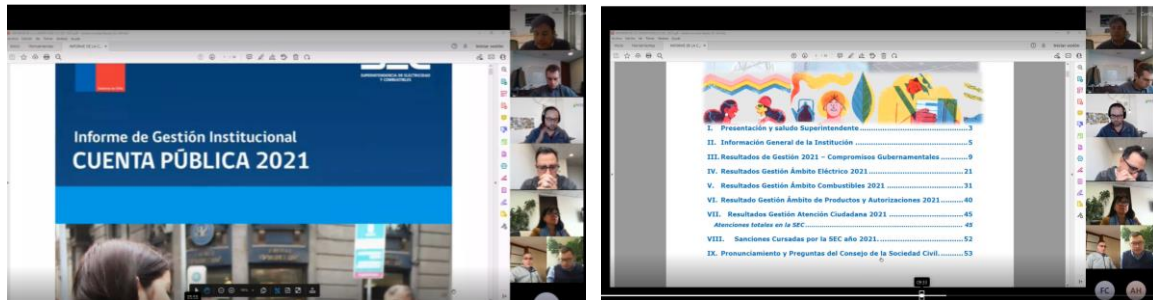 SUPERINTENDENCIA DE ELECTRICIDAD
Y COMBUSTIBLES
Informe de Gestión Institucional
CUENTA PÚBLICA 2021
I. Presentación y saludo Superintendente...........................................3
II. Información General de la Institución .............................................5
III. Resultados de Gestión 2021 – Compromisos Gubernamentales .........9
IV. Resultados Gestión Ámbito Eléctrico 2021...................................21
V. Resultados Gestión Ámbito Combustibles 2021 ...........................31
VI. Resultado Gestión Ámbito de Productos y Autorizaciones 2021..........40
VII. Resultados Gestión Atención Ciudadana 2021 ..........................45
Atenciones totales en la SEC................................................................45
VIII. Sanciones Cursadas por la SEC año 2021. ...............................52
IX. Pronunciamiento y Preguntas del Consejo de la Sociedad Civil. .........53
FC AH